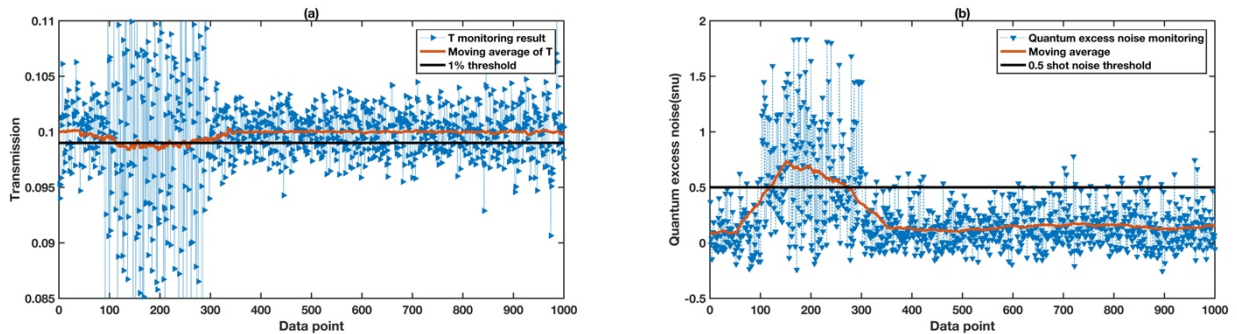 (a)
0.11
0.105
0.1
0.095
0.09
0.085
Transmission
T monitoring result
Moving average of T
1% threshold
0 100 200 300 400 500 600 700 800 900 1000
Data point
(b)
2
1.5
1
0.5
0
-0.5
Quantum excess noise(snu)
Quantum excess noise monitoring
Moving average
0.5 shot noise threshold
0 100 200 300 400 500 600 700 800 900 1000
Data point